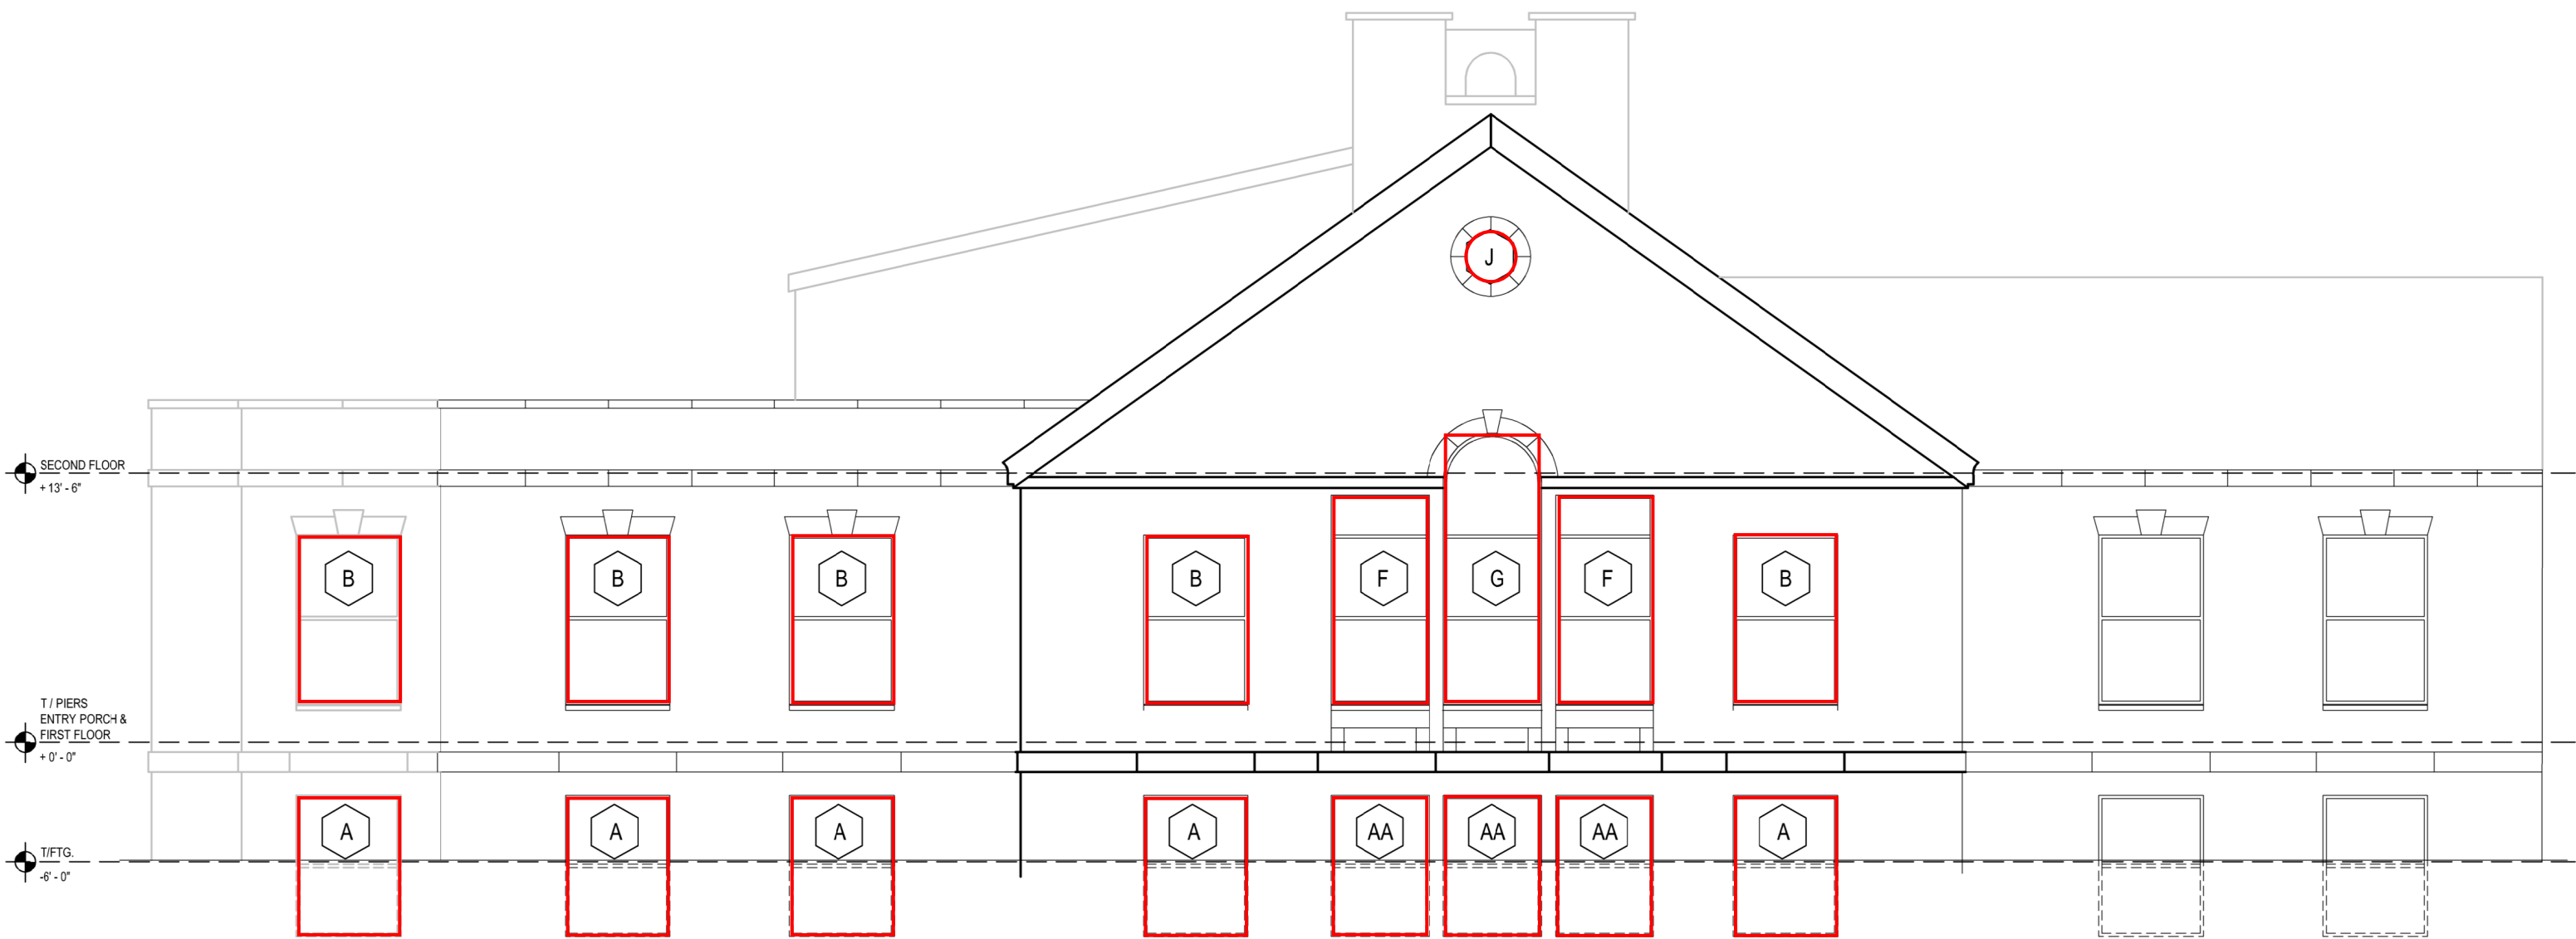 J
SECOND FLOOR
+ 13' - 6"
B
B
B
B
F
G
F
B
T / PIERS
ENTRY PORCH &
FIRST FLOOR
+ 0' - 0"
A
A
A
A
AA
AA
AA
A
T/FTG.
-6' - 0"